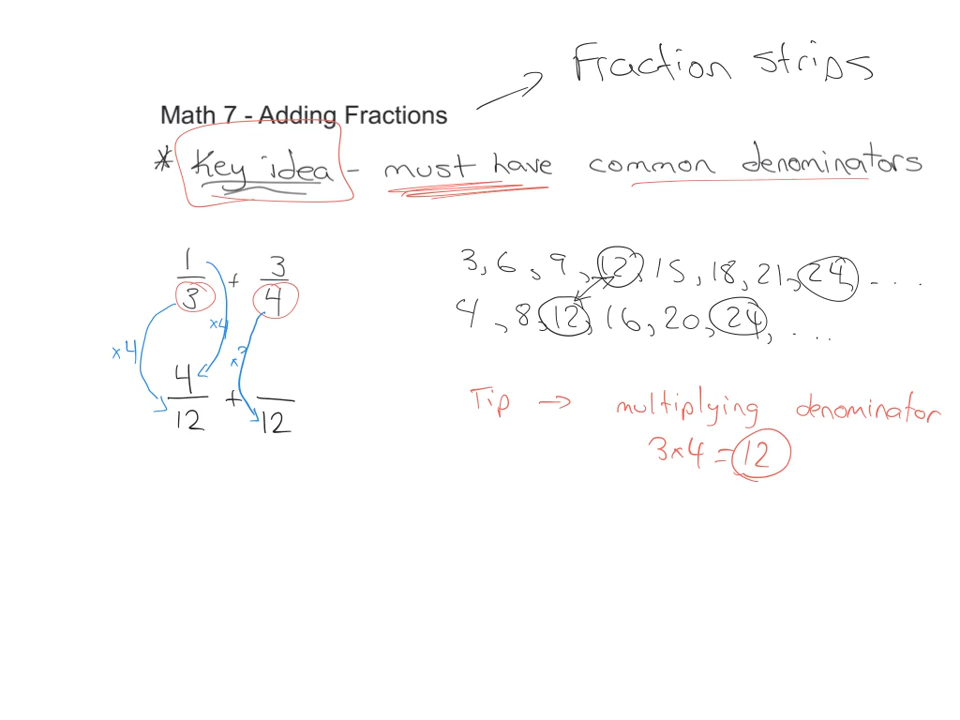 Fraction strips
Math 7 - Adding Fractions
* Key idea - must have common denominators
1/3 + 3/4
3, 6, 9, 12, 15, 18, 21, 24, ....
4, 8, 12, 16, 20, 24, ...
x4
x4
4/12 + /12
Tip → multiplying denominator
3x4 = 12